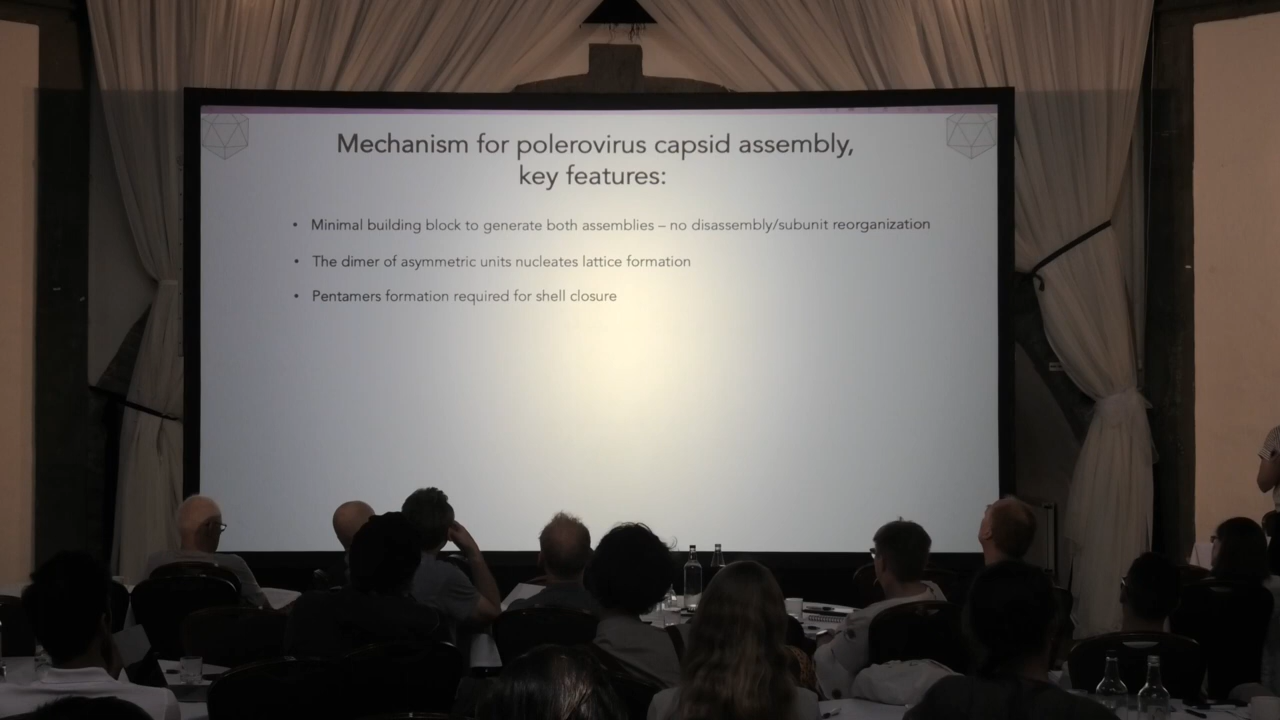 Mechanism for polerovirus capsid assembly,
key features:
• Minimal building block to generate both assemblies – no disassembly/subunit reorganization
• The dimer of asymmetric units nucleates lattice formation
• Pentamers formation required for shell closure